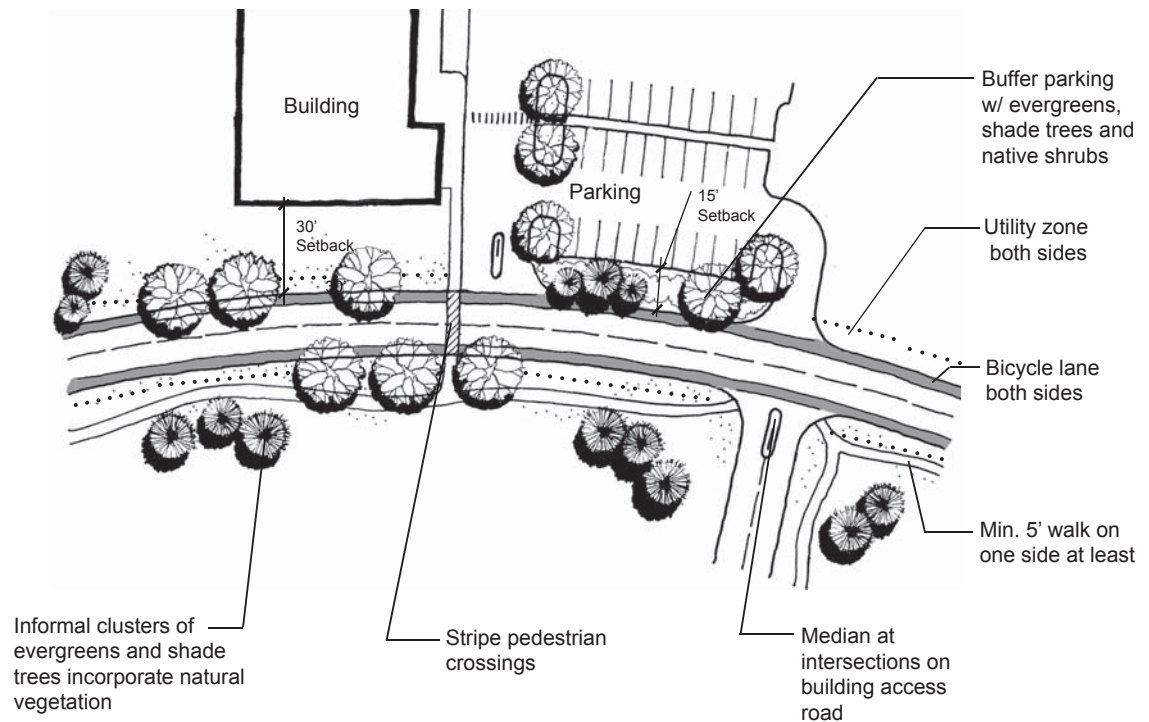 Building
30'
Setback
Parking
15'
Setback
Buffer parking
w/ evergreens,
shade trees and
native shrubs
Utility zone
both sides
Bicycle lane
both sides
Min. 5' walk on
one side at least
Informal clusters of
evergreens and shade
trees incorporate natural
vegetation
Stripe pedestrian
crossings
Median at
intersections on
building access
road